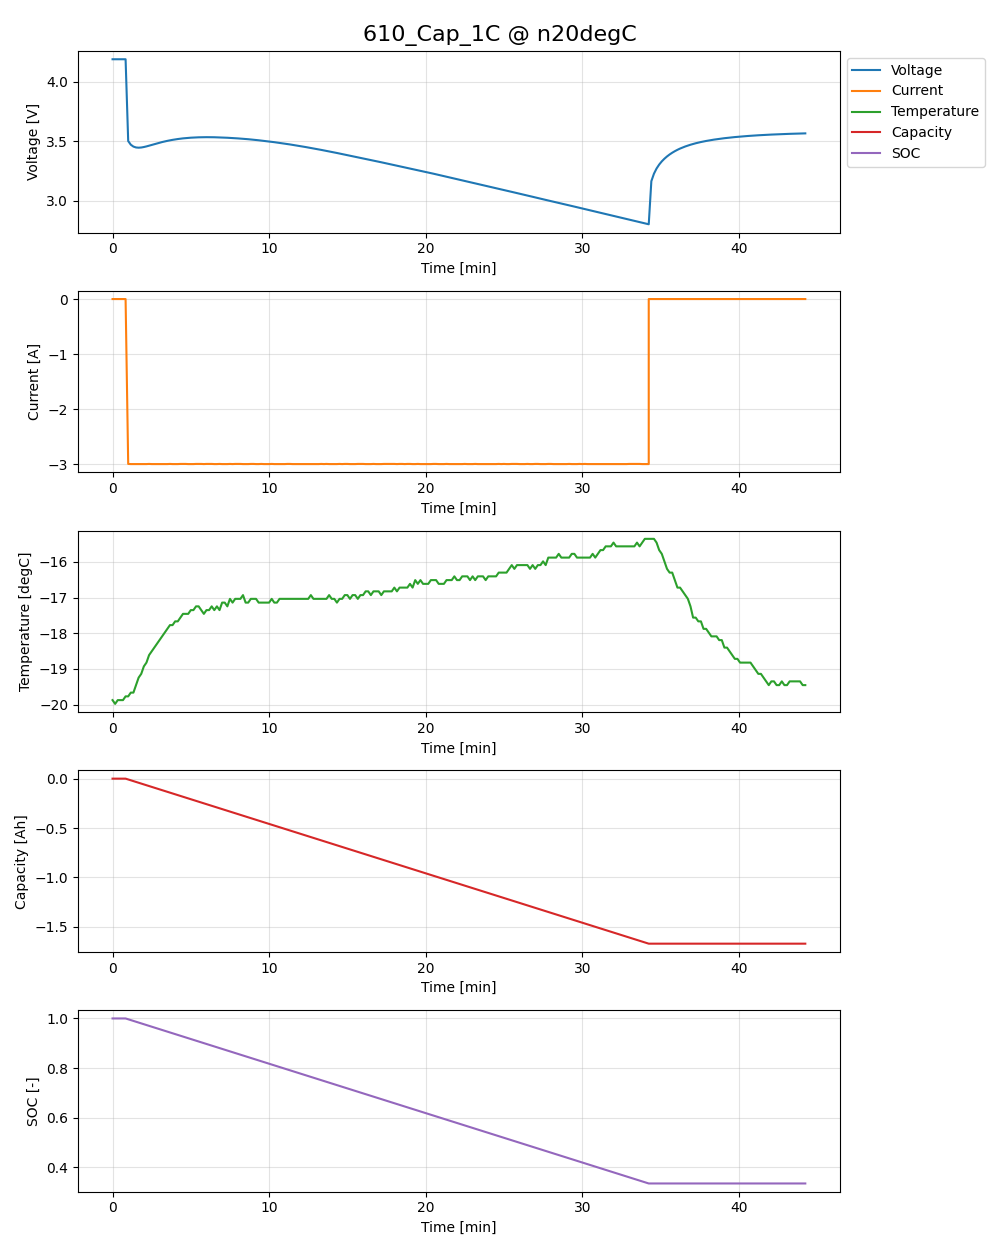 610_Cap_1C @ n20degC
4.0
3.5
3.0
Voltage [V]
0 10 20 30 40
Time [min]
Voltage
Current
Temperature
Capacity
SOC
0
−1
−2
−3
Current [A]
0 10 20 30 40
Time [min]
−16
−17
−18
−19
−20
Temperature [degC]
0 10 20 30 40
Time [min]
0.0
−0.5
−1.0
−1.5
Capacity [Ah]
0 10 20 30 40
Time [min]
1.0
0.8
0.6
0.4
SOC [-]
0 10 20 30 40
Time [min]